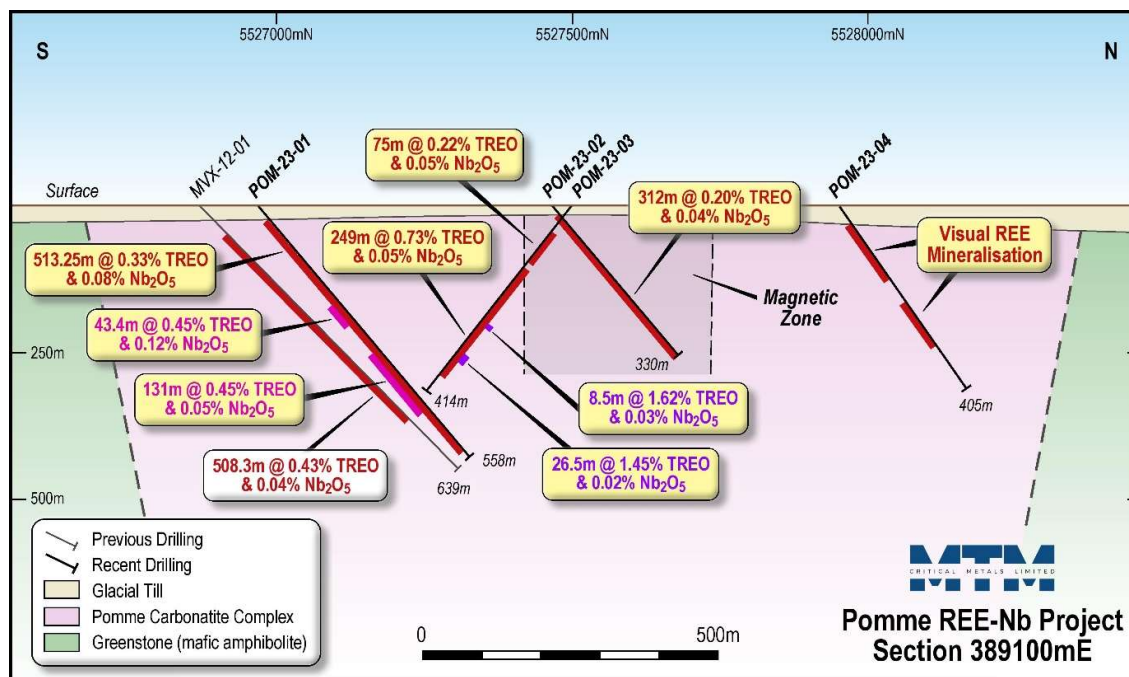 5527000mN
5527500mN
5528000mN
S
N
MVX-12-01
POM-23-01
POM-23-02
POM-23-03
POM-23-04
Surface
75m @ 0.22% TREO
& 0.05% Nb₂O₅
312m @ 0.20% TREO
& 0.04% Nb₂O₅
249m @ 0.73% TREO
& 0.05% Nb₂O₅
Visual REE
Mineralisation
513.25m @ 0.33% TREO
& 0.08% Nb₂O₅
Magnetic
Zone
43.4m @ 0.45% TREO
& 0.12% Nb₂O₅
250m
330m
131m @ 0.45% TREO
& 0.05% Nb₂O₅
414m
8.5m @ 1.62% TREO
& 0.03% Nb₂O₅
405m
508.3m @ 0.43% TREO
& 0.04% Nb₂O₅
558m
639m
26.5m @ 1.45% TREO
& 0.02% Nb₂O₅
500m
Previous Drilling
Recent Drilling
Glacial Till
Pomme Carbonatite Complex
Greenstone (mafic amphibolite)
0
500m
MTM
CRITICAL METALS LIMITED
Pomme REE-Nb Project
Section 389100mE